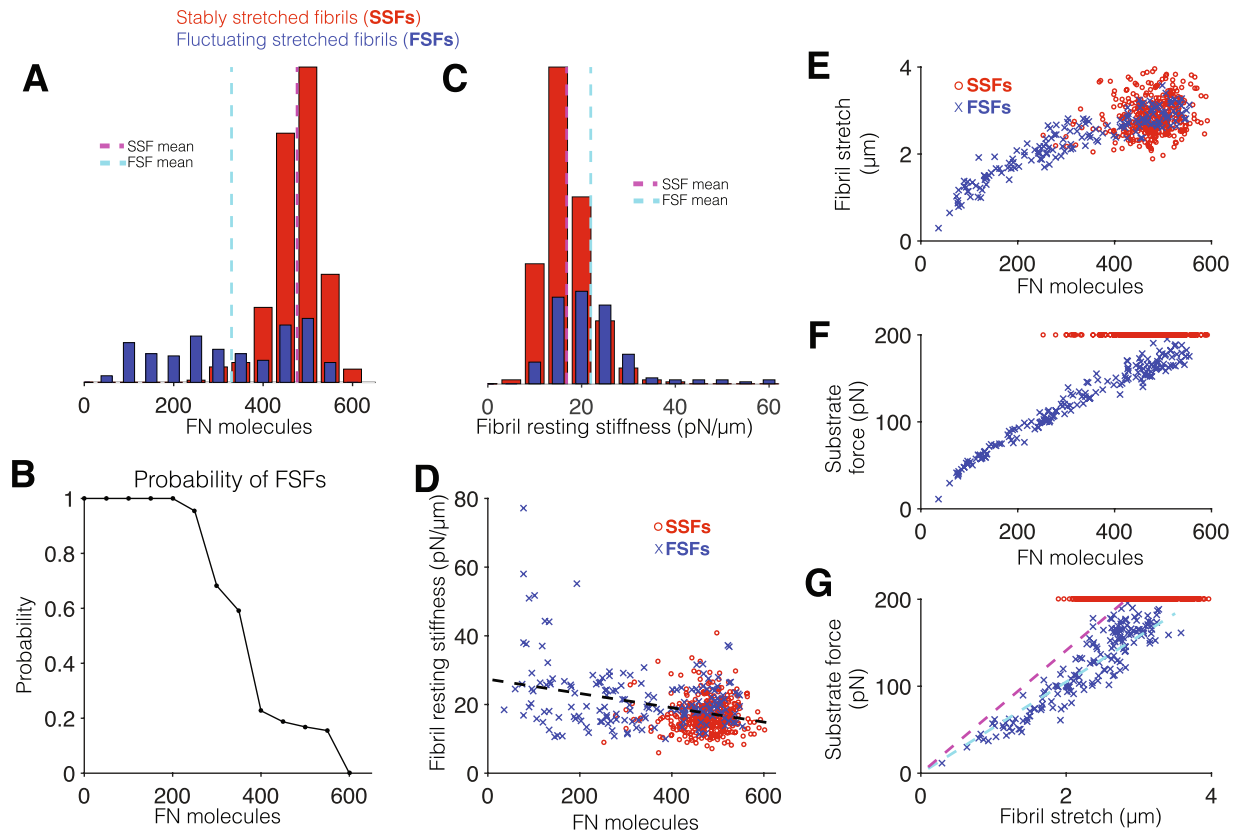 Stably stretched fibrils (SSFs)
Fluctuating stretched fibrils (FSFs)
A
SSF mean
FSF mean
0 200 400 600
FN molecules
C
SSF mean
FSF mean
0 20 40 60
Fibril resting stiffness (pN/µm)
B
Probability of FSFs
Probability
1
0.8
0.6
0.4
0.2
0
0 200 400 600
FN molecules
D
Fibril resting stiffness (pN/µm)
80
60
40
20
0
SSFs
FSFs
0 200 400 600
FN molecules
E
Fibril stretch
(µm)
4
2
0
SSFs
FSFs
0 200 400 600
FN molecules
F
Substrate
force (pN)
200
100
0
0 200 400 600
FN molecules
G
Substrate force
(pN)
200
100
0
0 2 4
Fibril stretch (µm)